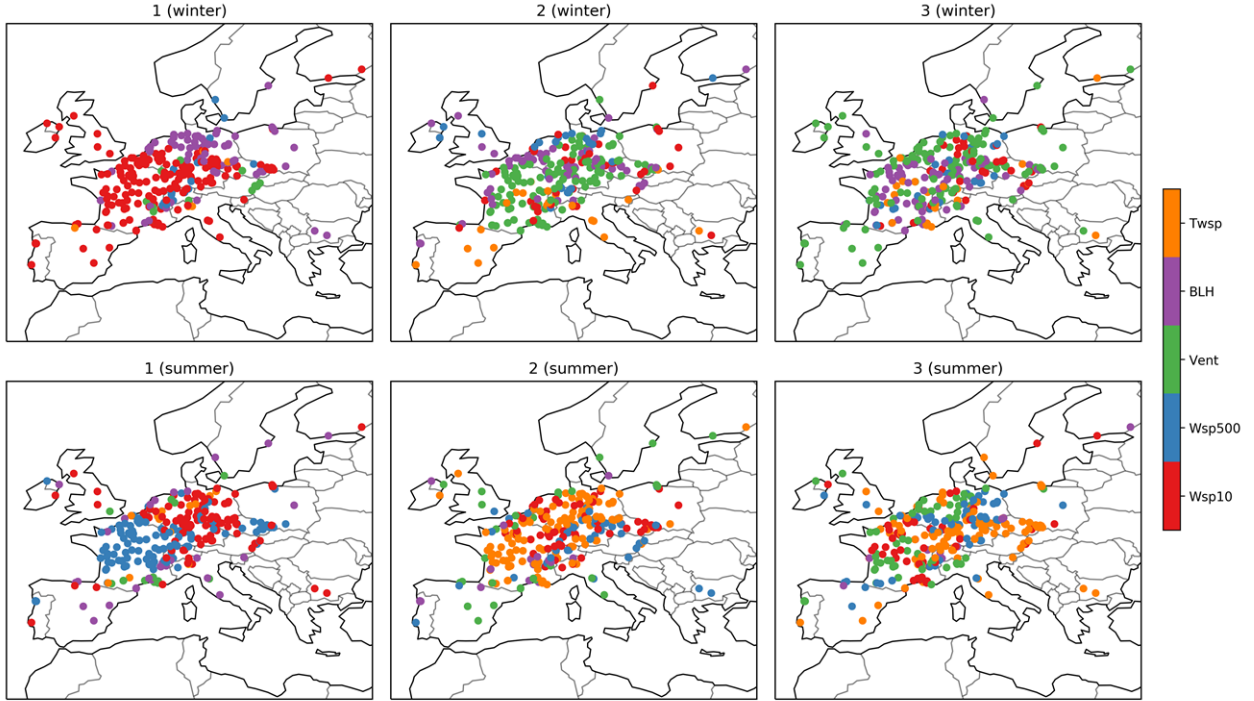 1 (winter)
2 (winter)
3 (winter)
1 (summer)
2 (summer)
3 (summer)
Twsp
BLH
Vent
Wsp500
Wsp10